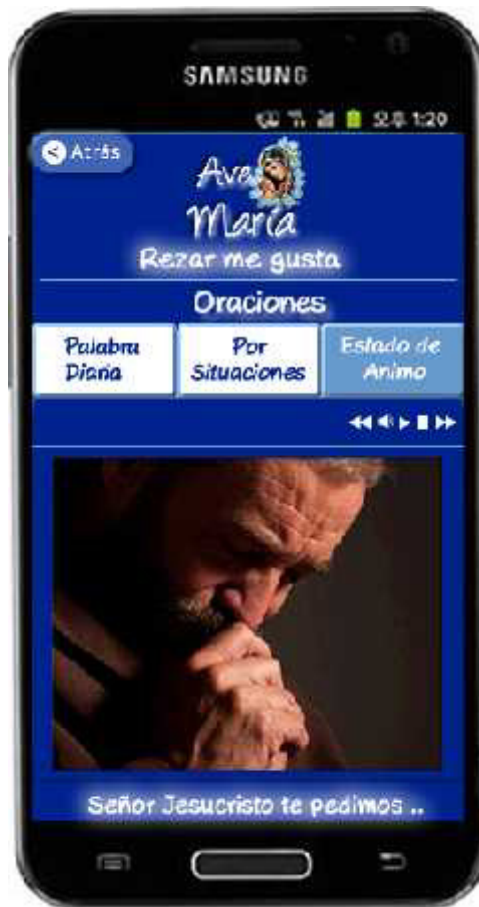 SAMSUNG
1:20
Atrás
Ave
María
Rezar me gusta
Oraciones
Palabra Diaria
Por Situaciones
Estado de Animo
Señor Jesucristo te pedimos ..